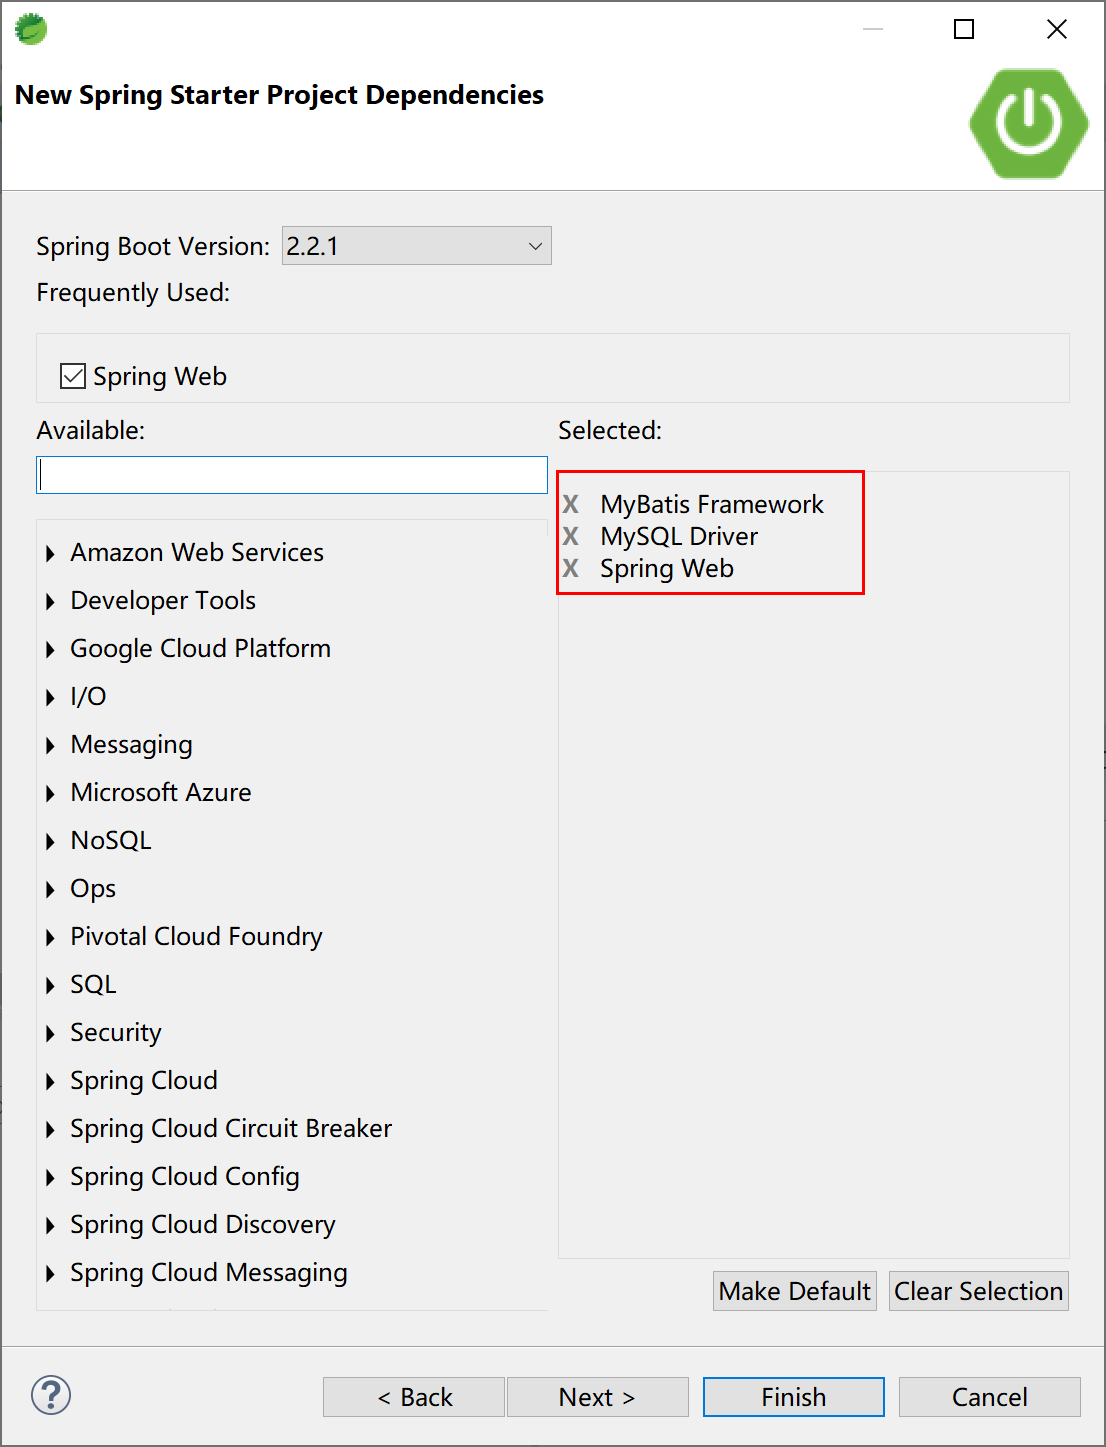 New Spring Starter Project Dependencies
Spring Boot Version: 2.2.1
Frequently Used:
Spring Web
Available:
Selected:
X MyBatis Framework
X MySQL Driver
X Spring Web
Amazon Web Services
Developer Tools
Google Cloud Platform
I/O
Messaging
Microsoft Azure
NoSQL
Ops
Pivotal Cloud Foundry
SQL
Security
Spring Cloud
Spring Cloud Circuit Breaker
Spring Cloud Config
Spring Cloud Discovery
Spring Cloud Messaging
Make Default Clear Selection
? < Back Next > Finish Cancel